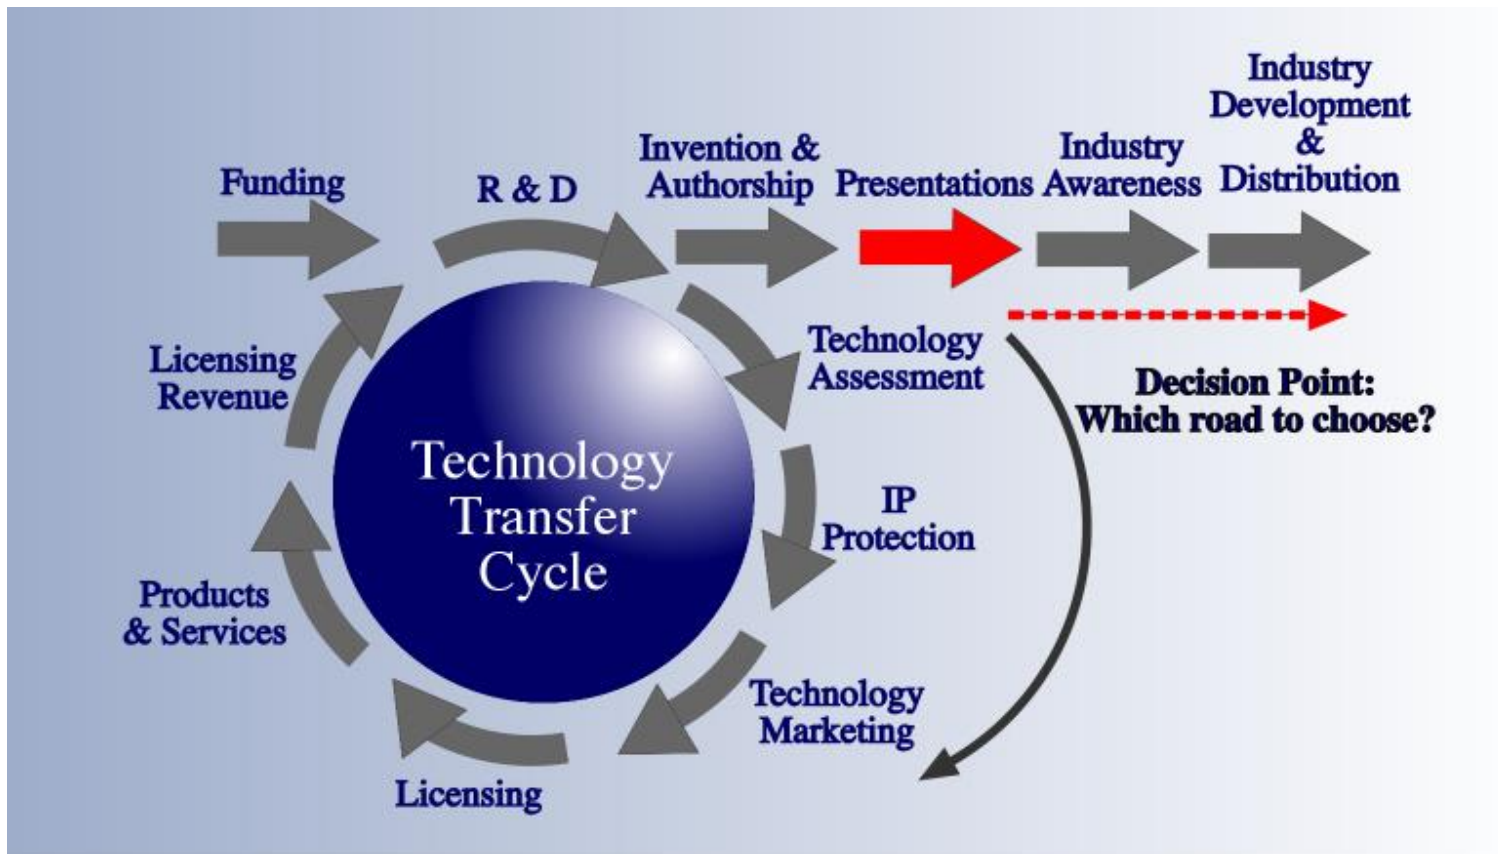 Funding
R & D
Invention &
Authorship
Presentations
Industry
Awareness
Industry
Development
&
Distribution
Technology
Assessment
Decision Point:
Which road to choose?
IP
Protection
Technology
Marketing
Licensing
Products
& Services
Licensing
Revenue
Technology
Transfer
Cycle